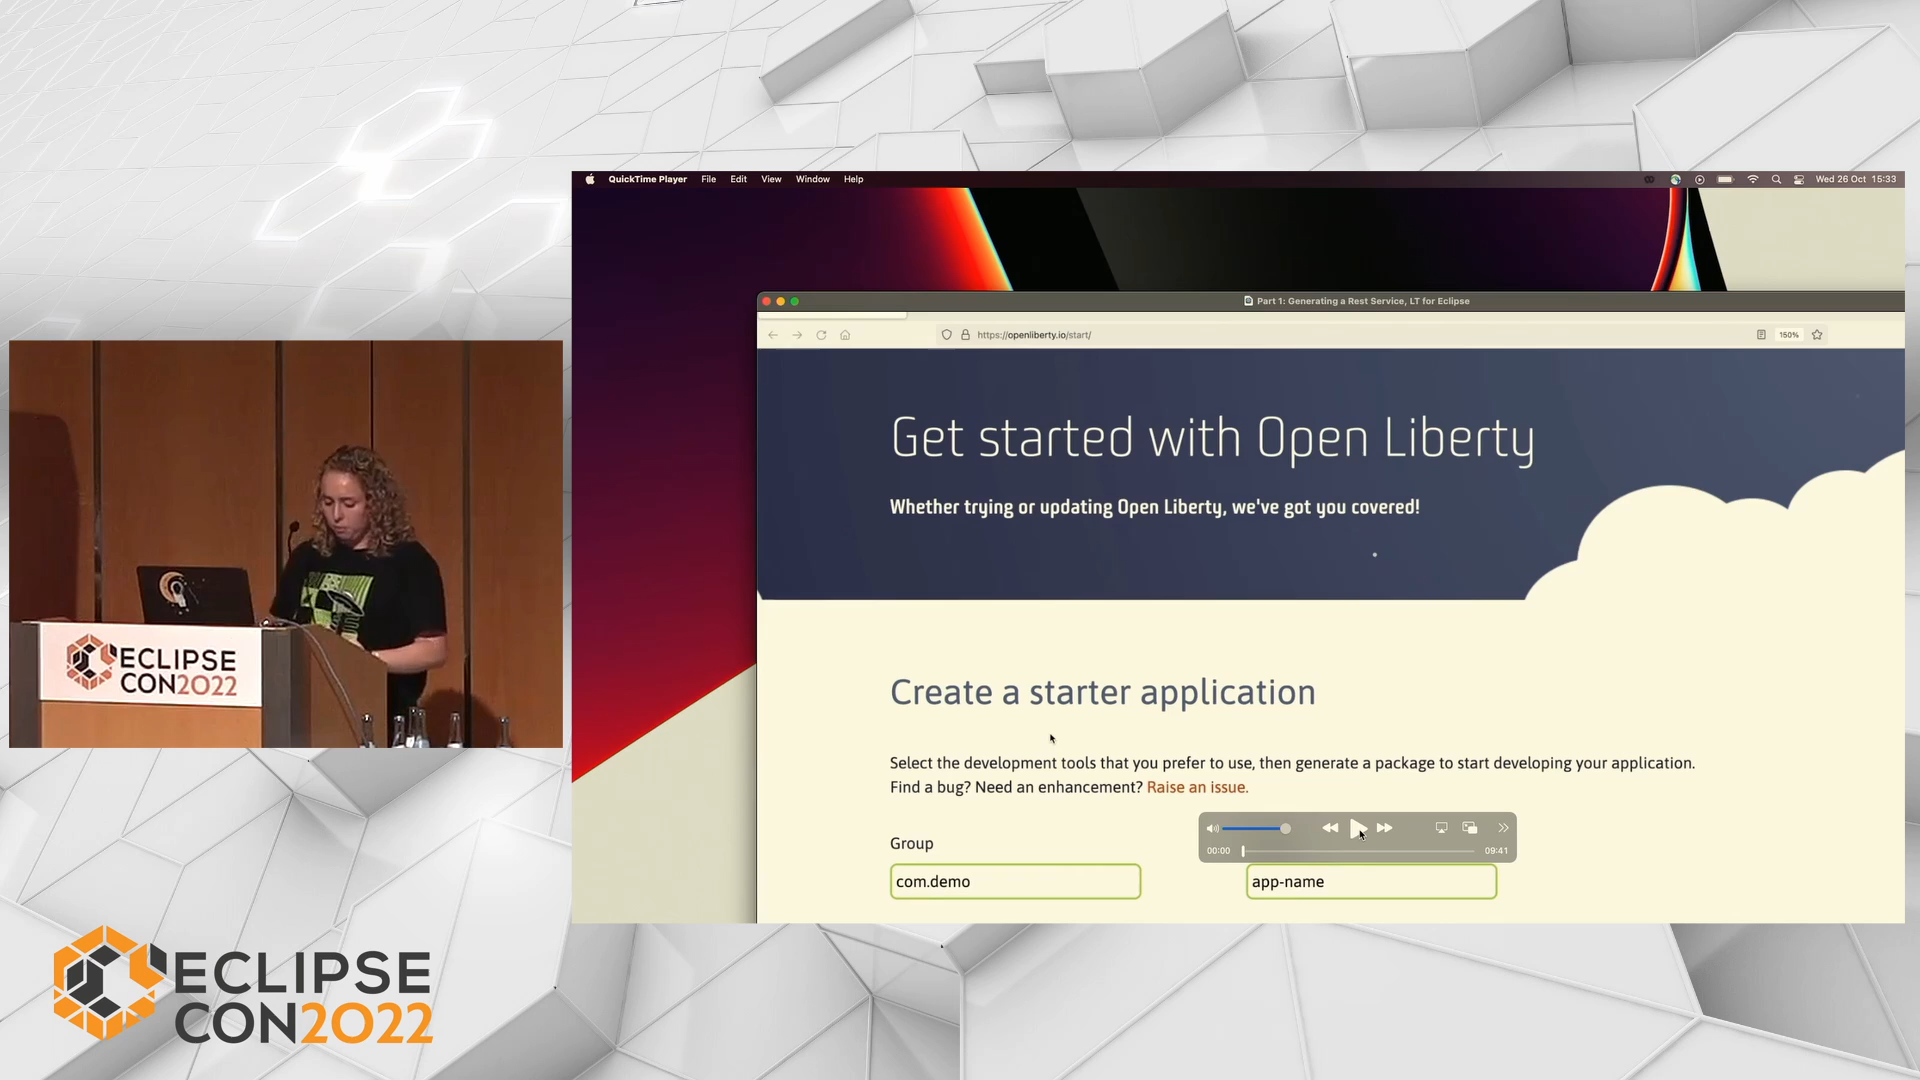 QuickTime Player File Edit View Window Help
Wed 26 Oct 15:33
Part 1: Generating a Rest Service, LT for Eclipse
https://openliberty.io/start/
150%
Get started with Open Liberty
Whether trying or updating Open Liberty, we've got you covered!
Create a starter application
Select the development tools that you prefer to use, then generate a package to start developing your application.
Find a bug? Need an enhancement? Raise an issue.
Group
00:00
09:41
com.demo
app-name
ECLIPSE
CON2022
ECLIPSE
CON2022